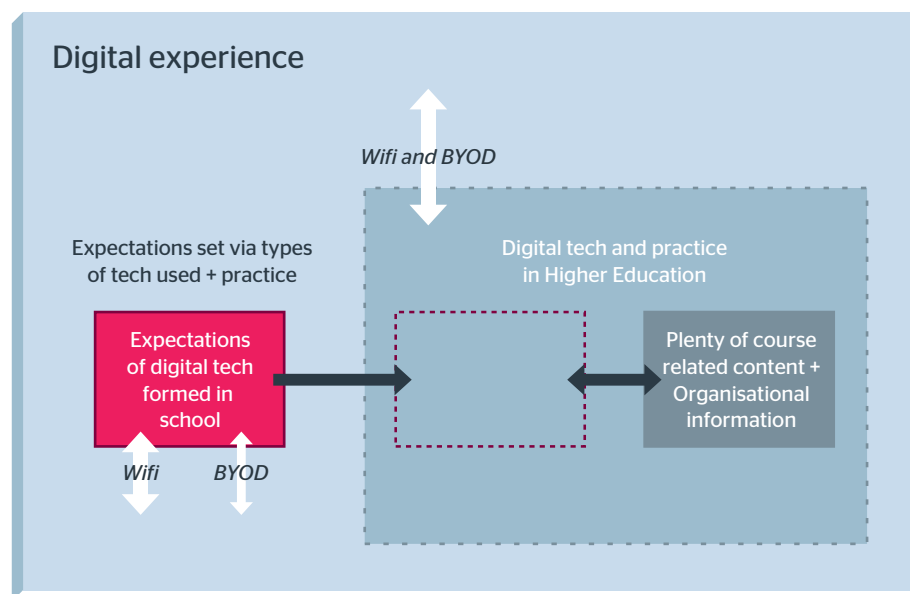 Digital experience
Wifi and BYOD
Expectations set via types
of tech used + practice
Digital tech and practice
in Higher Education
Expectations
of digital tech
formed in
school
Plenty of course
related content +
Organisational
information
Wifi
BYOD